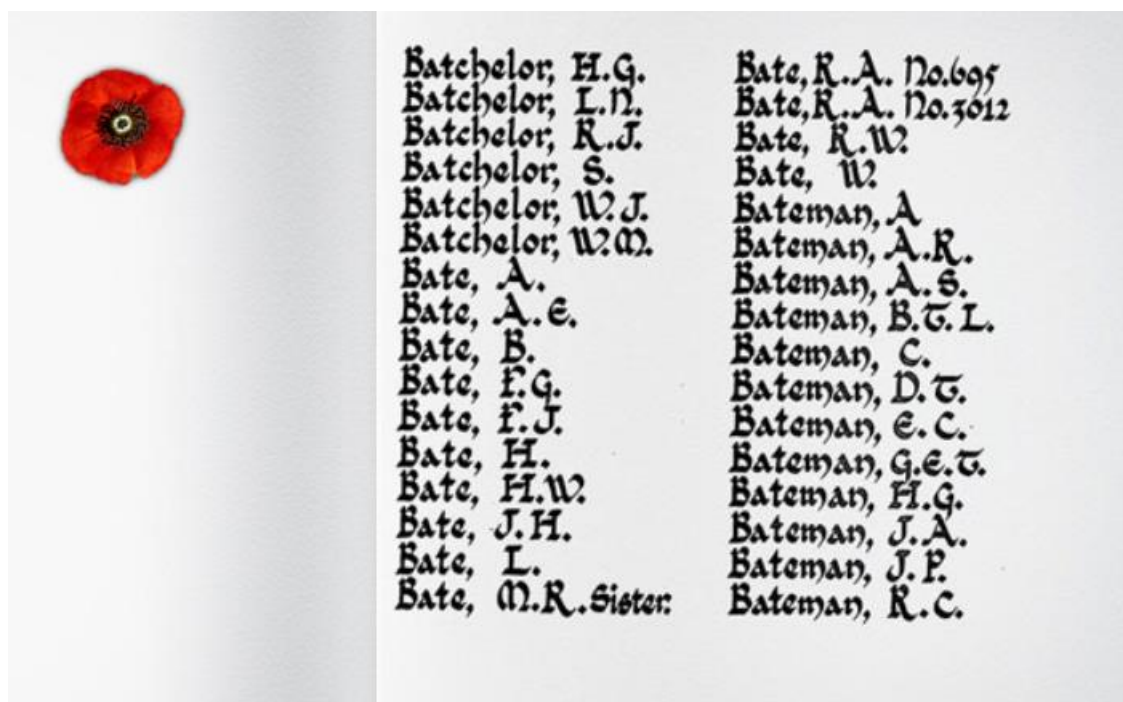 Batchelor, H.G.
Batchelor, L.N.
Batchelor, R.J.
Batchelor, S.
Batchelor, W.J.
Batchelor, W.M.
Bate, A.
Bate, A.E.
Bate, B.
Bate, F.G.
Bate, F.J.
Bate, H.
Bate, H.W.
Bate, J.H.
Bate, L.
Bate, M.R. Sister.
Bate, R.A. No.695
Bate, R.A. No.3012
Bate, R.W.
Bate, W.
Bateman, A
Bateman, A.R.
Bateman, A.S.
Bateman, B.T.L.
Bateman, C.
Bateman, D.T.
Bateman, E.C.
Bateman, G.E.T.
Bateman, H.G.
Bateman, J.A.
Bateman, J.P.
Bateman, R.C.